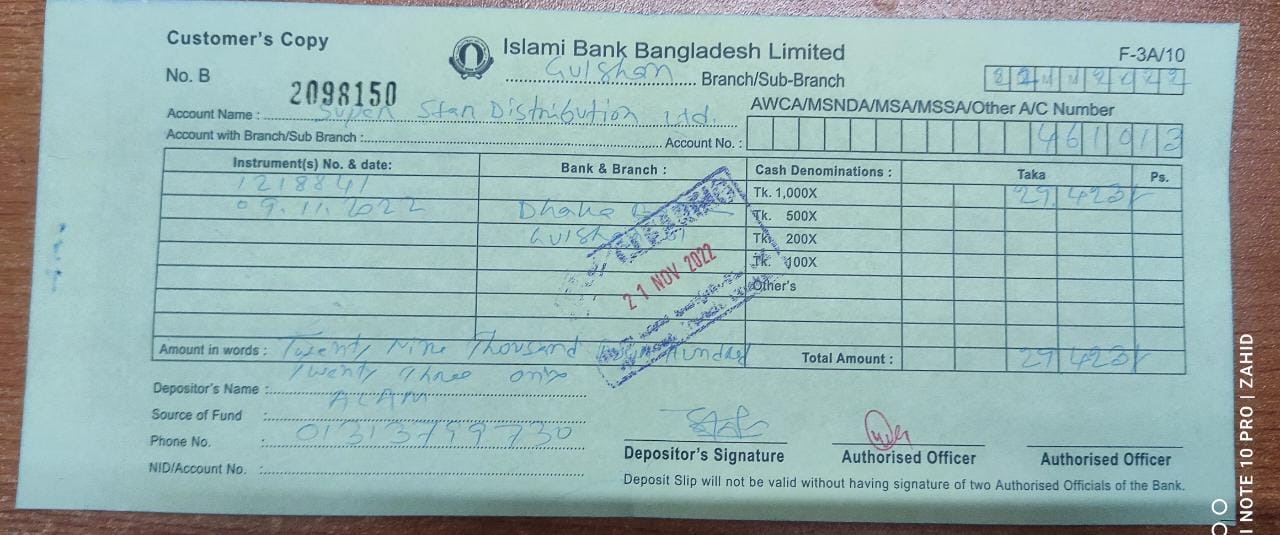 Customer's Copy
Islami Bank Bangladesh Limited
F-3A/10
No. B 2098150
Gulshan Branch/Sub-Branch
Account Name : Super Star Distribution Ltd.
AWCA/MSNDA/MSA/MSSA/Other A/C Number
Account with Branch/Sub Branch : Account No. : 461013
Instrument(s) No. & date: Bank & Branch : Cash Denominations : Taka Ps.
1218841 Tk. 1,000X 29,423/
09.11.2022 Dhaka Tk. 500X
Gulshan Tk. 200X
21 NOV 2022 Tk. 100X
Other's
Amount in words : Twenty Nine Thousand Four Hundred Total Amount : 29,423/
Twenty Three only
Depositor's Name : ALAM
Source of Fund :
Phone No. : 01313799730
NID/Account No. :
Depositor's Signature Authorised Officer Authorised Officer
Deposit Slip will not be valid without having signature of two Authorised Officials of the Bank.
I NOTE 10 PRO | ZAHID